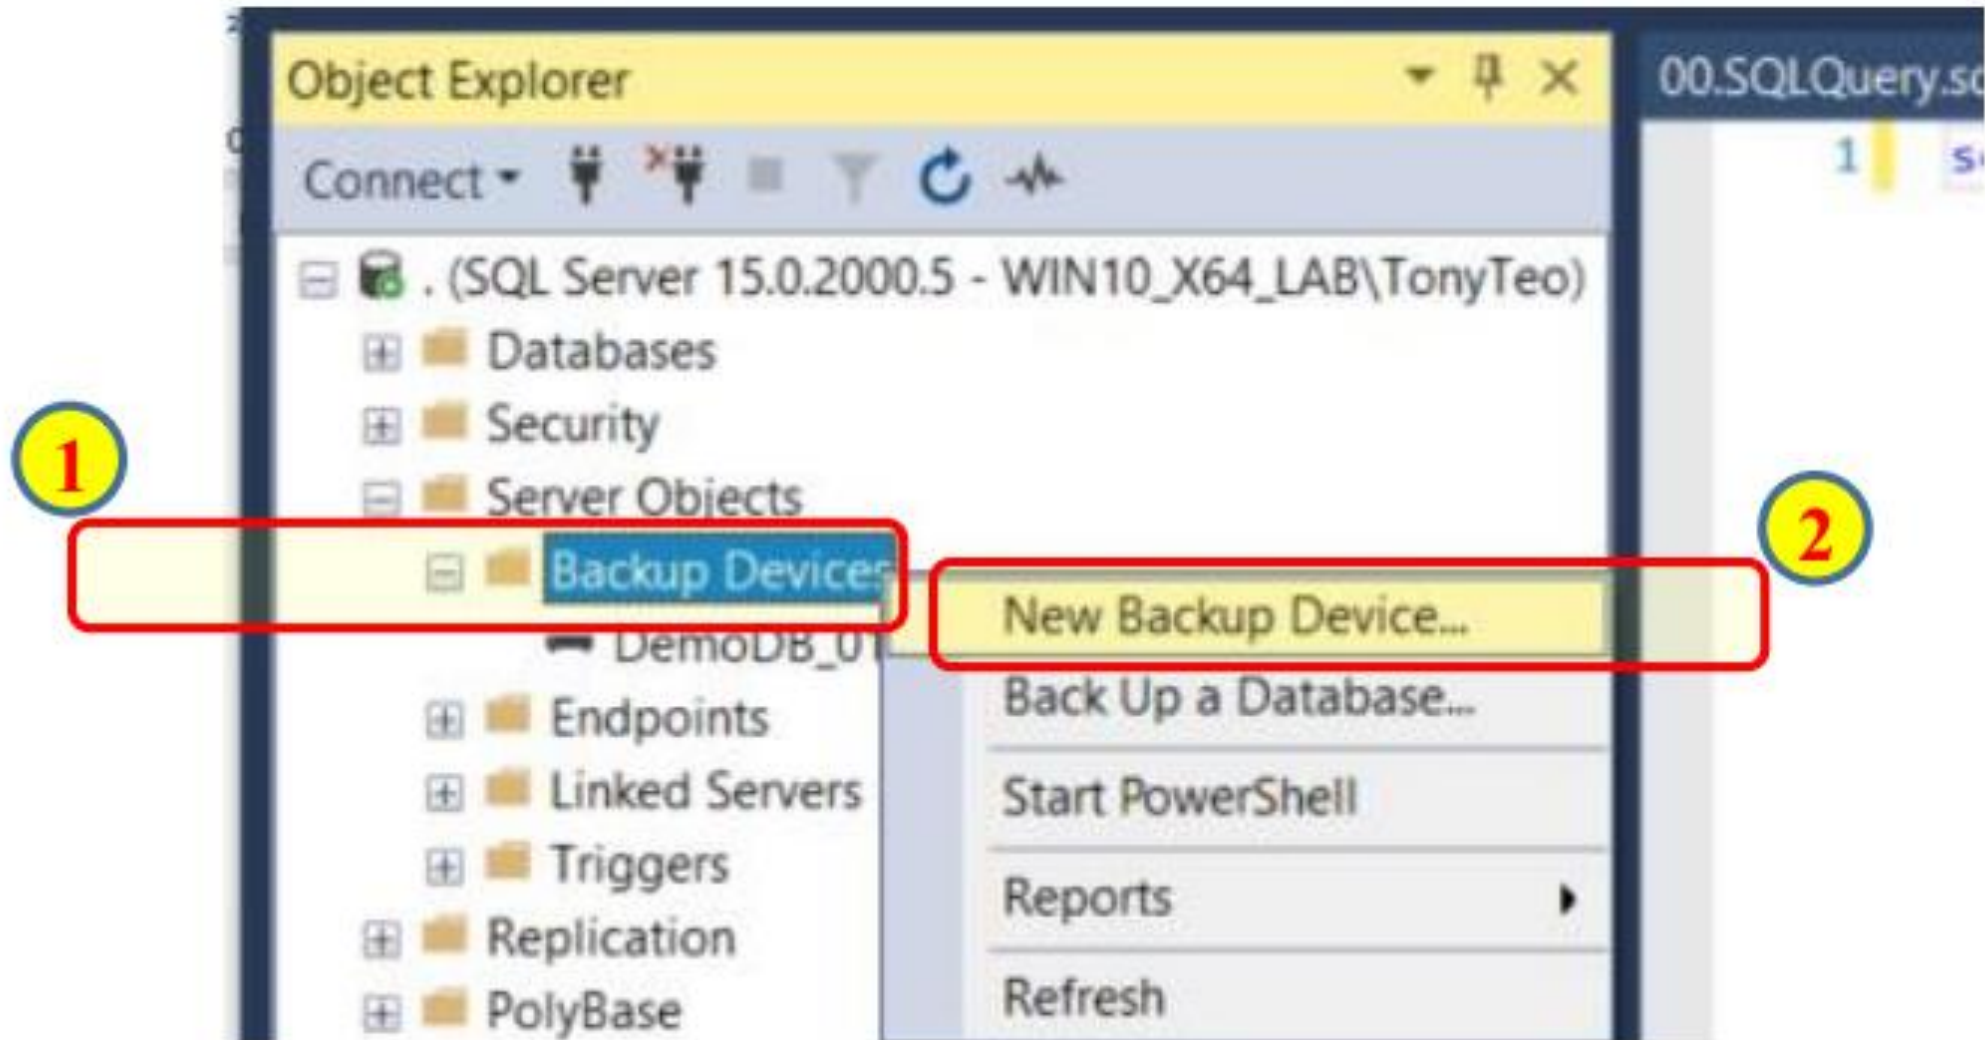 Object Explorer
00.SQLQuery.sq
Connect
1
. (SQL Server 15.0.2000.5 - WIN10_X64_LAB\TonyTeo)
Databases
Security
1
Server Objects
2
Backup Devices
New Backup Device...
DemoDB_01
Back Up a Database...
Endpoints
Linked Servers
Start PowerShell
Triggers
Reports
Replication
Refresh
PolyBase